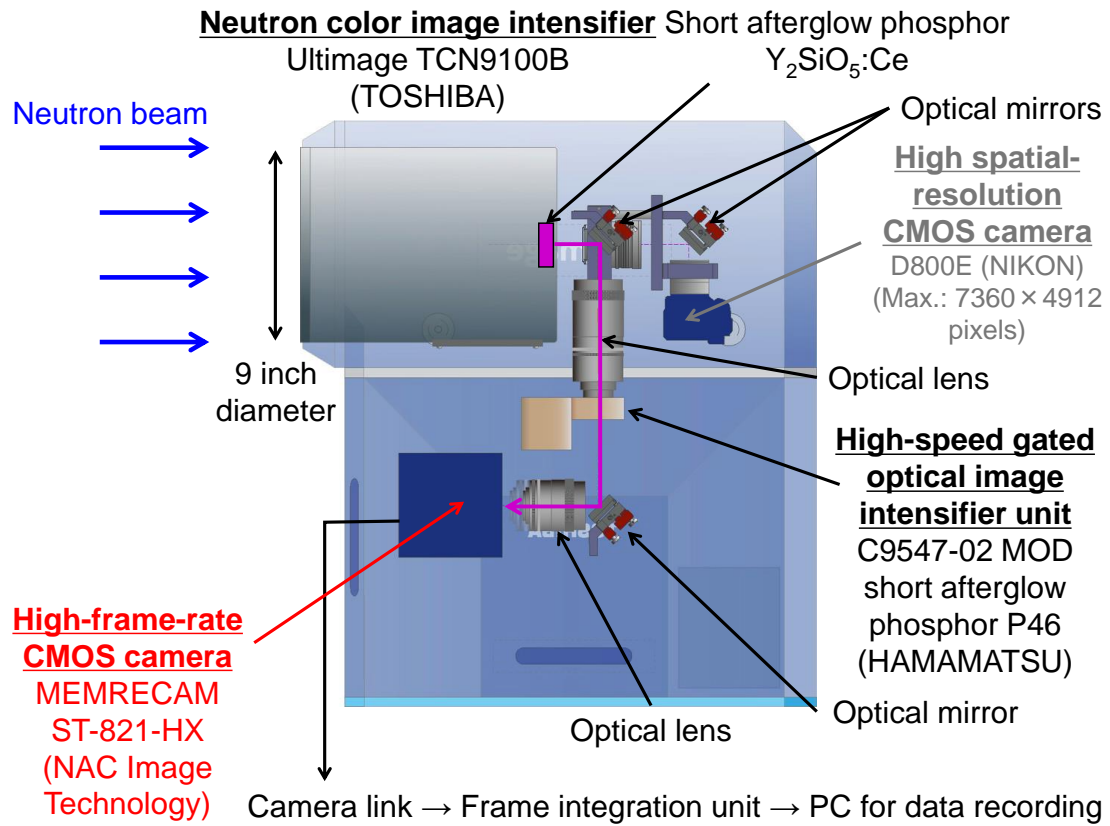 Neutron color image intensifier
Ultimage TCN9100B
(TOSHIBA)
Short afterglow phosphor
Y₂SiO₅:Ce
Neutron beam
Optical mirrors
High spatial-
resolution
CMOS camera
D800E (NIKON)
(Max.: 7360 × 4912
pixels)
9 inch
diameter
Optical lens
High-speed gated
optical image
intensifier unit
C9547-02 MOD
short afterglow
phosphor P46
(HAMAMATSU)
High-frame-rate
CMOS camera
MEMRECAM
ST-821-HX
(NAC Image
Technology)
Optical lens
Optical mirror
Camera link → Frame integration unit → PC for data recording